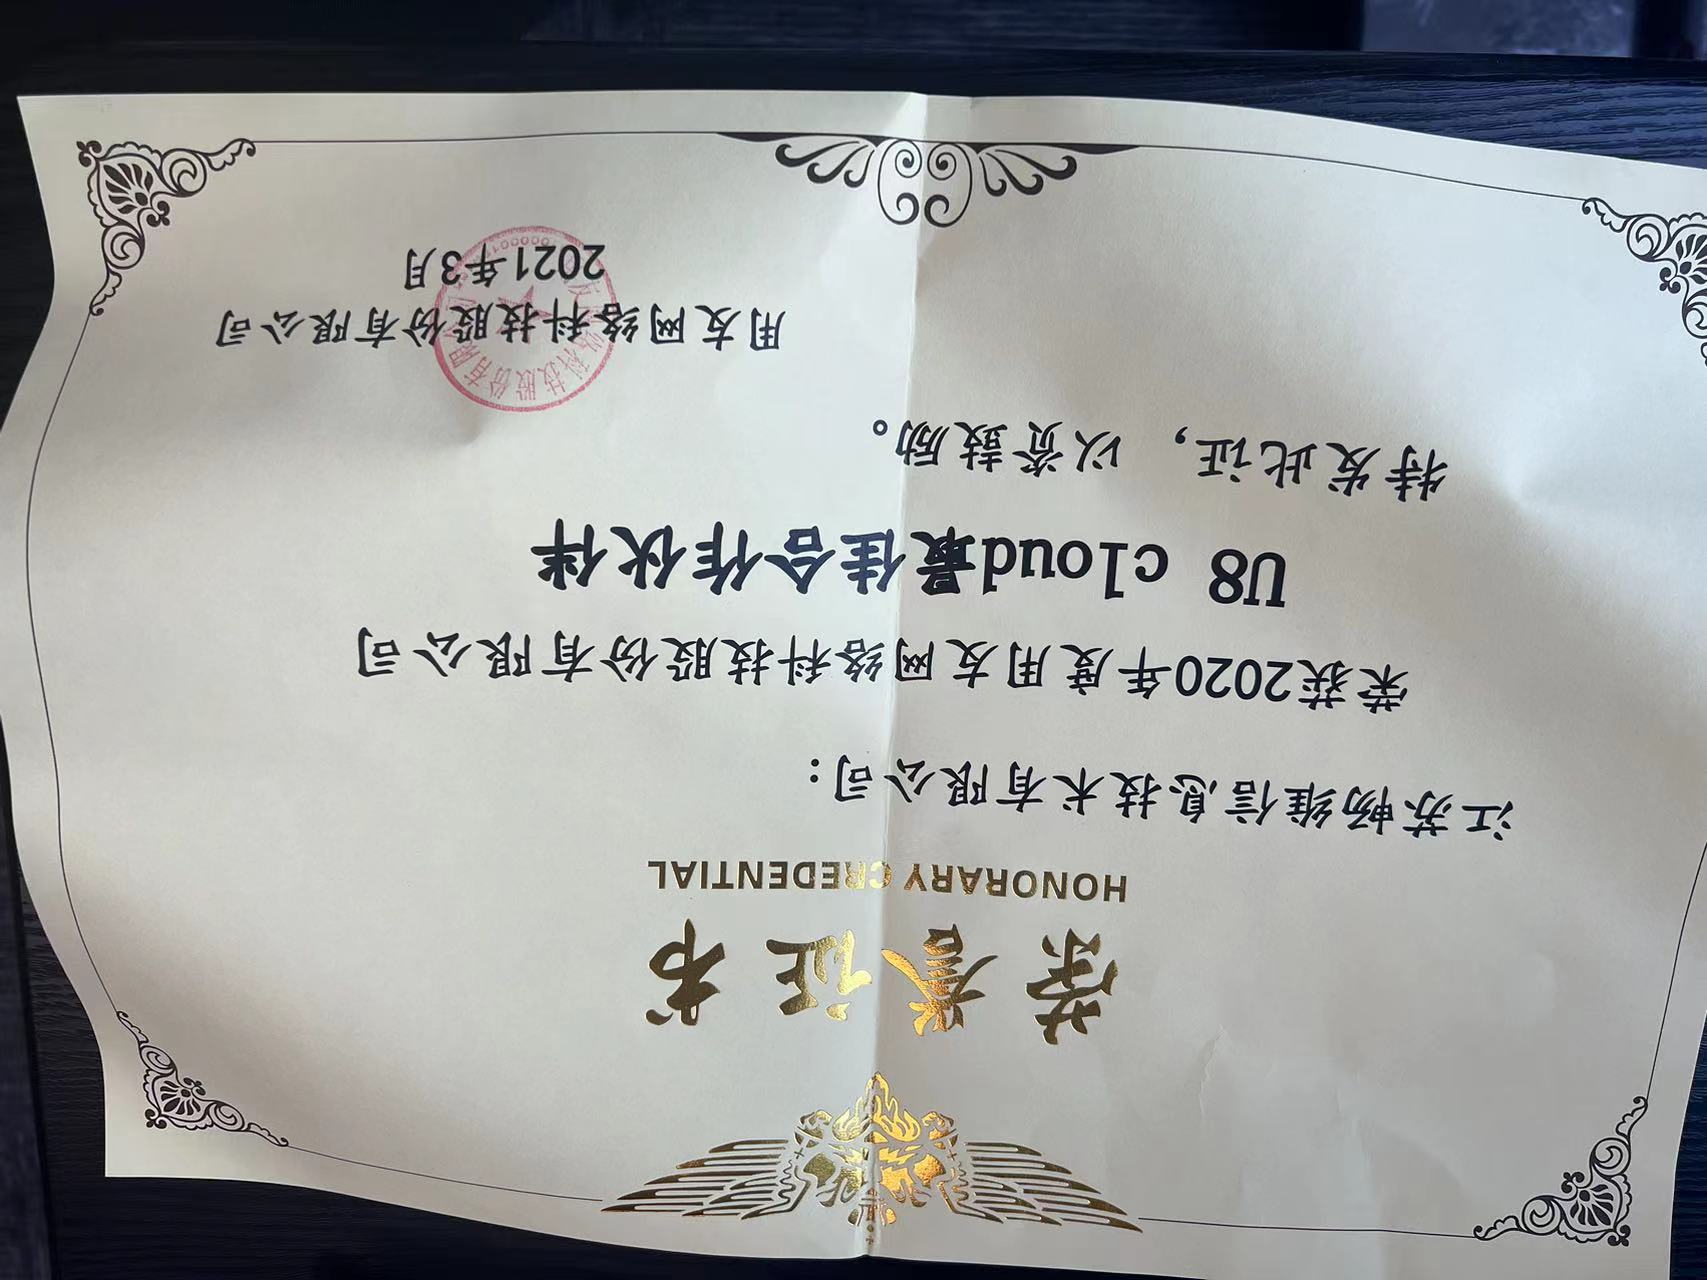 荣誉证书
HONORARY CREDENTIAL
江苏畅维信息技术有限公司：
荣获2020年度用友网络科技股份有限公司
U8 cloud最佳合作伙伴
特发此证，以资鼓励。
用友网络科技股份有限公司
2021年3月